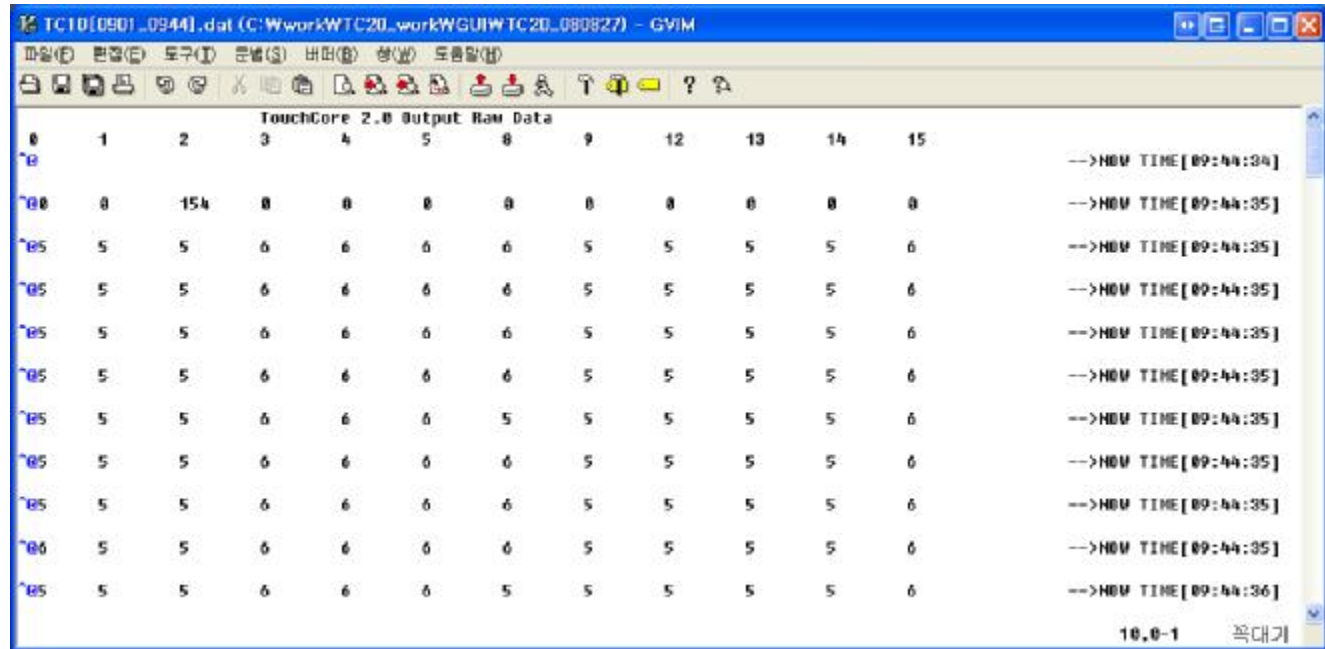 TC10[0901_0944].dat (C:\work\TC20_work\GUI\TC20_080827) - GVIM
파일(F) 편집(E) 도구(T) 문법(S) 버퍼(B) 창(W) 도움말(H)
TouchCore 2.0 Output Raw Data
0 1 2 3 4 5 8 9 12 13 14 15
^@ -->NOW TIME[09:44:34]
^@0 0 154 0 0 0 0 0 0 0 0 0 -->NOW TIME[09:44:35]
^@5 5 5 6 6 6 6 5 5 5 5 6 -->NOW TIME[09:44:35]
^@5 5 5 6 6 6 6 5 5 5 5 6 -->NOW TIME[09:44:35]
^@5 5 5 6 6 6 6 5 5 5 5 6 -->NOW TIME[09:44:35]
^@5 5 5 6 6 6 6 5 5 5 5 6 -->NOW TIME[09:44:35]
^@5 5 5 6 6 6 5 5 5 5 5 6 -->NOW TIME[09:44:35]
^@5 5 5 6 6 6 6 5 5 5 5 6 -->NOW TIME[09:44:35]
^@5 5 5 6 6 6 6 5 5 5 5 6 -->NOW TIME[09:44:35]
^@6 5 5 6 6 6 6 5 5 5 5 6 -->NOW TIME[09:44:35]
^@5 5 5 6 6 6 5 5 5 5 5 6 -->NOW TIME[09:44:36]
10,0-1 꼭대기